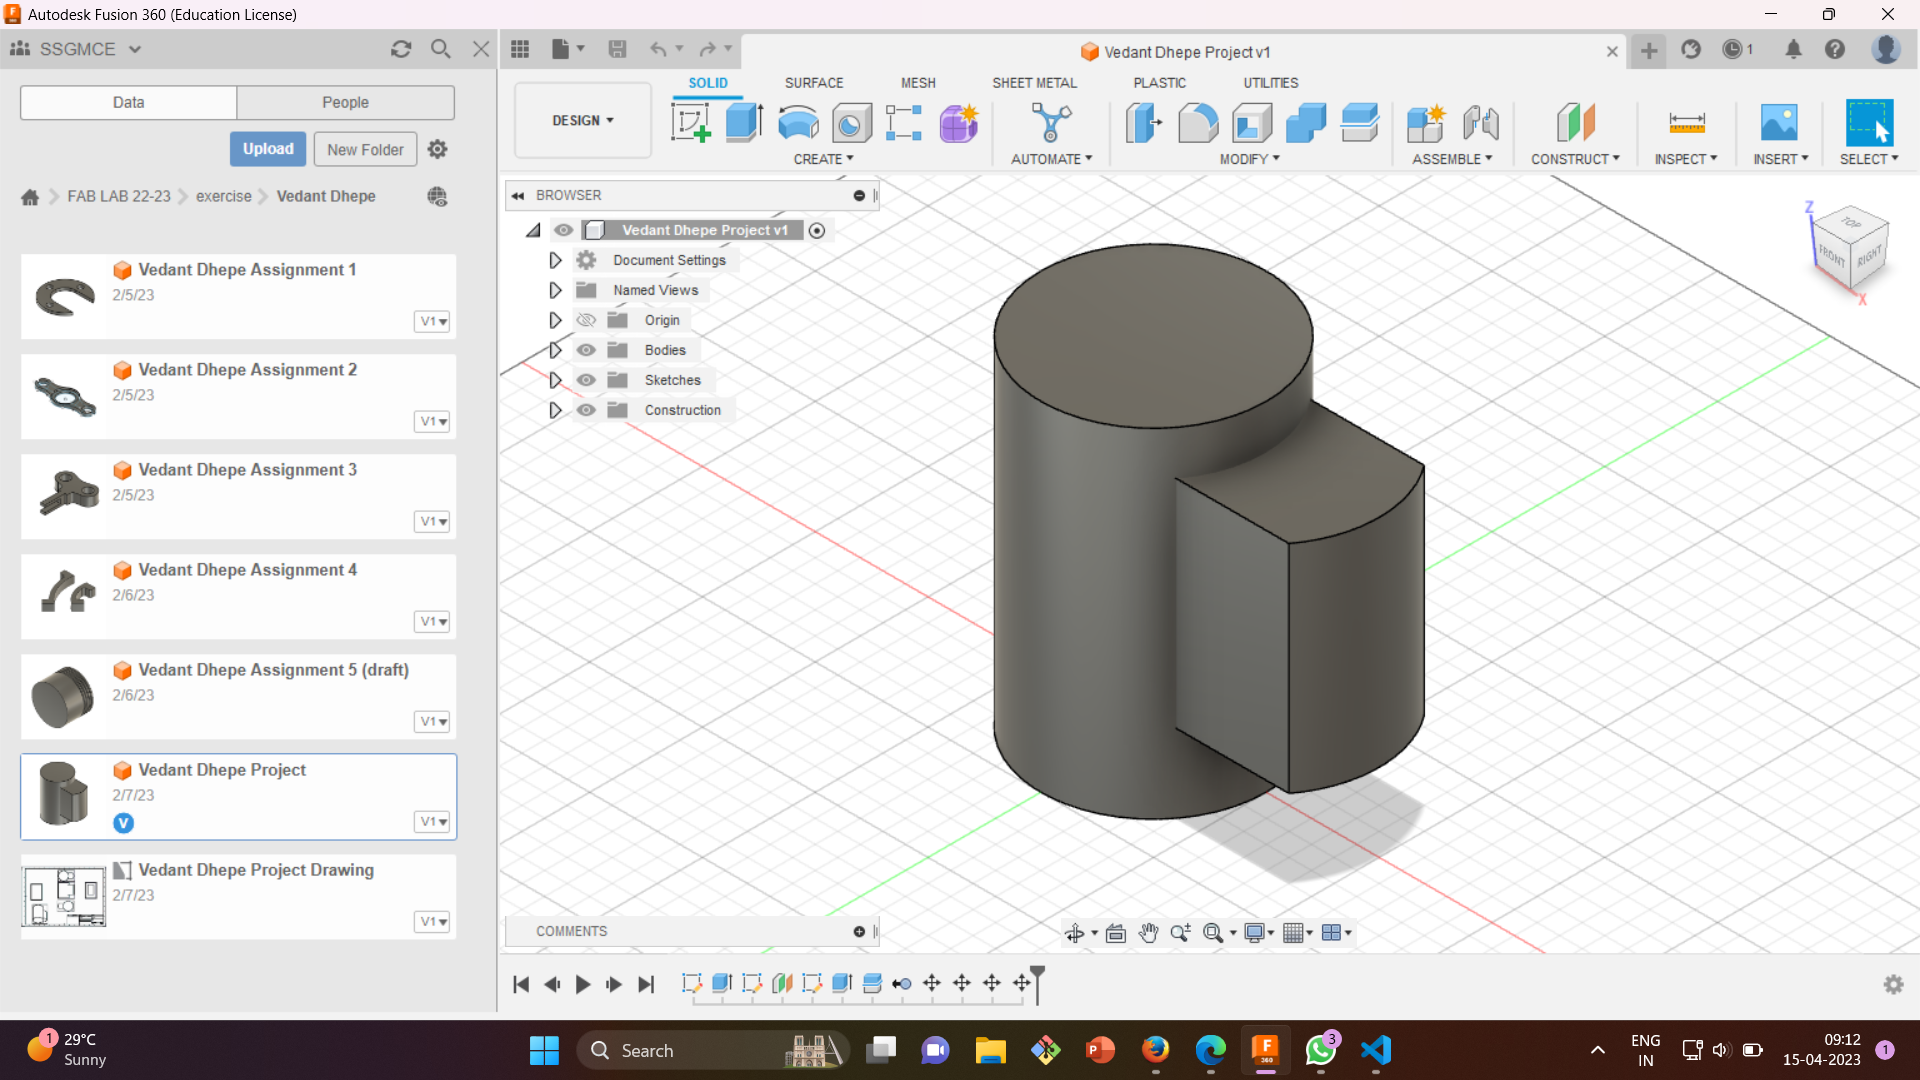 Autodesk Fusion 360 (Education License)
SSGMCE
Vedant Dhepe Project v1
1
Data
People
Upload
New Folder
FAB LAB 22-23
exercise
Vedant Dhepe
Vedant Dhepe Assignment 1
2/5/23
V1
Vedant Dhepe Assignment 2
2/5/23
V1
Vedant Dhepe Assignment 3
2/5/23
V1
Vedant Dhepe Assignment 4
2/6/23
V1
Vedant Dhepe Assignment 5 (draft)
2/6/23
V1
Vedant Dhepe Project
2/7/23
V
V1
Vedant Dhepe Project Drawing
2/7/23
V1
DESIGN
SOLID
SURFACE
MESH
SHEET METAL
PLASTIC
UTILITIES
CREATE
AUTOMATE
MODIFY
ASSEMBLE
CONSTRUCT
INSPECT
INSERT
SELECT
BROWSER
Vedant Dhepe Project v1
Document Settings
Named Views
Origin
Bodies
Sketches
Construction
Z
TOP
FRONT
RIGHT
X
COMMENTS
1
29°C
Sunny
Search
F
360
3
ENG
IN
09:12
15-04-2023
1